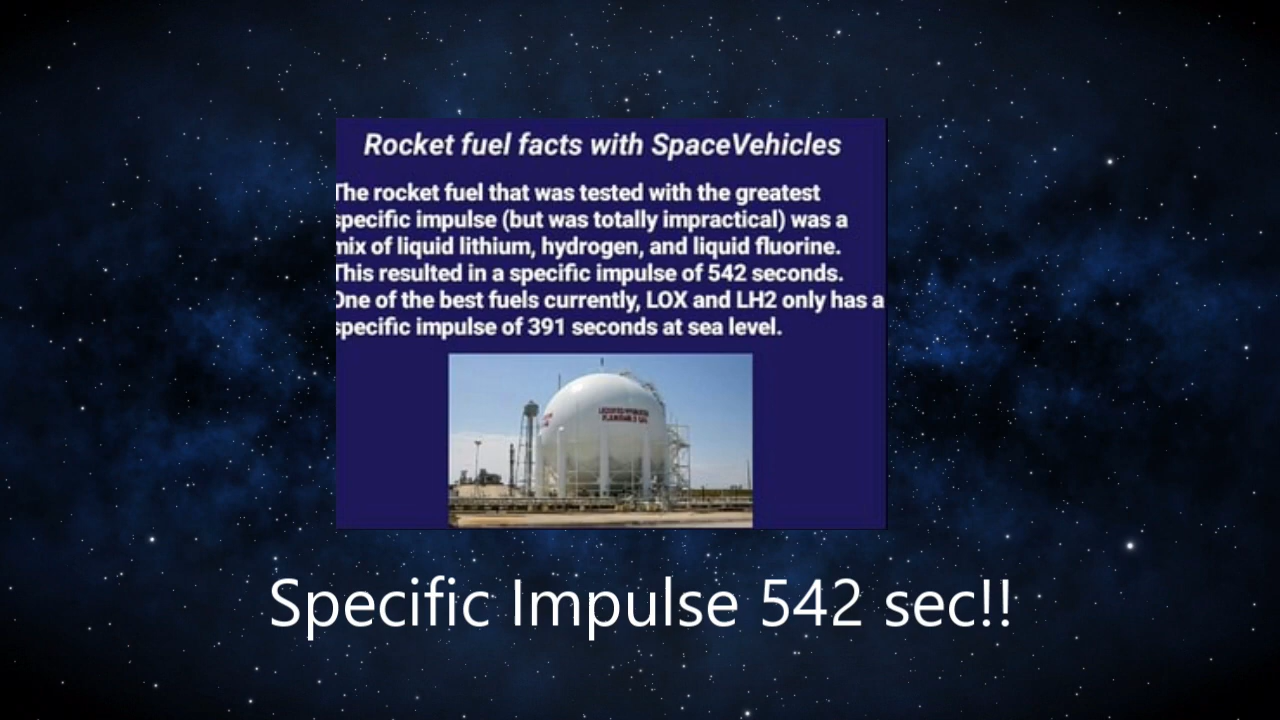 Rocket fuel facts with SpaceVehicles
The rocket fuel that was tested with the greatest
specific impulse (but was totally impractical) was a
mix of liquid lithium, hydrogen, and liquid fluorine.
This resulted in a specific impulse of 542 seconds.
One of the best fuels currently, LOX and LH2 only has a
specific impulse of 391 seconds at sea level.
Specific Impulse 542 sec!!